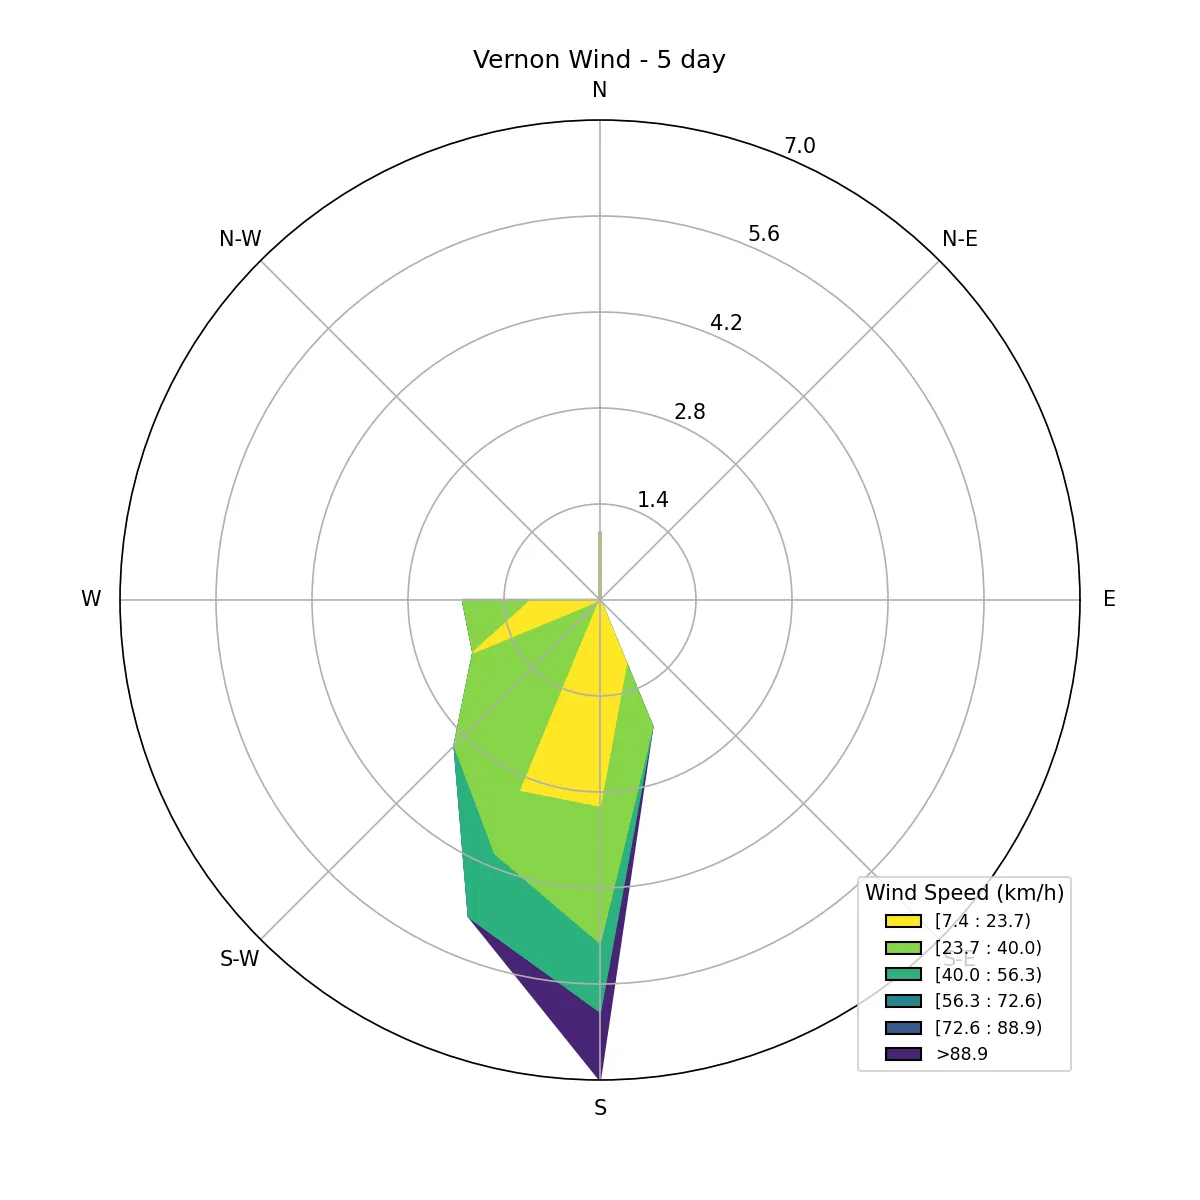 Vernon Wind - 5 day
N
7.0
N-W
5.6
N-E
4.2
2.8
1.4
W
E
Wind Speed (km/h)
[7.4 : 23.7)
[23.7 : 40.0)
S-W
S-E
[40.0 : 56.3)
[56.3 : 72.6)
[72.6 : 88.9)
>88.9
S